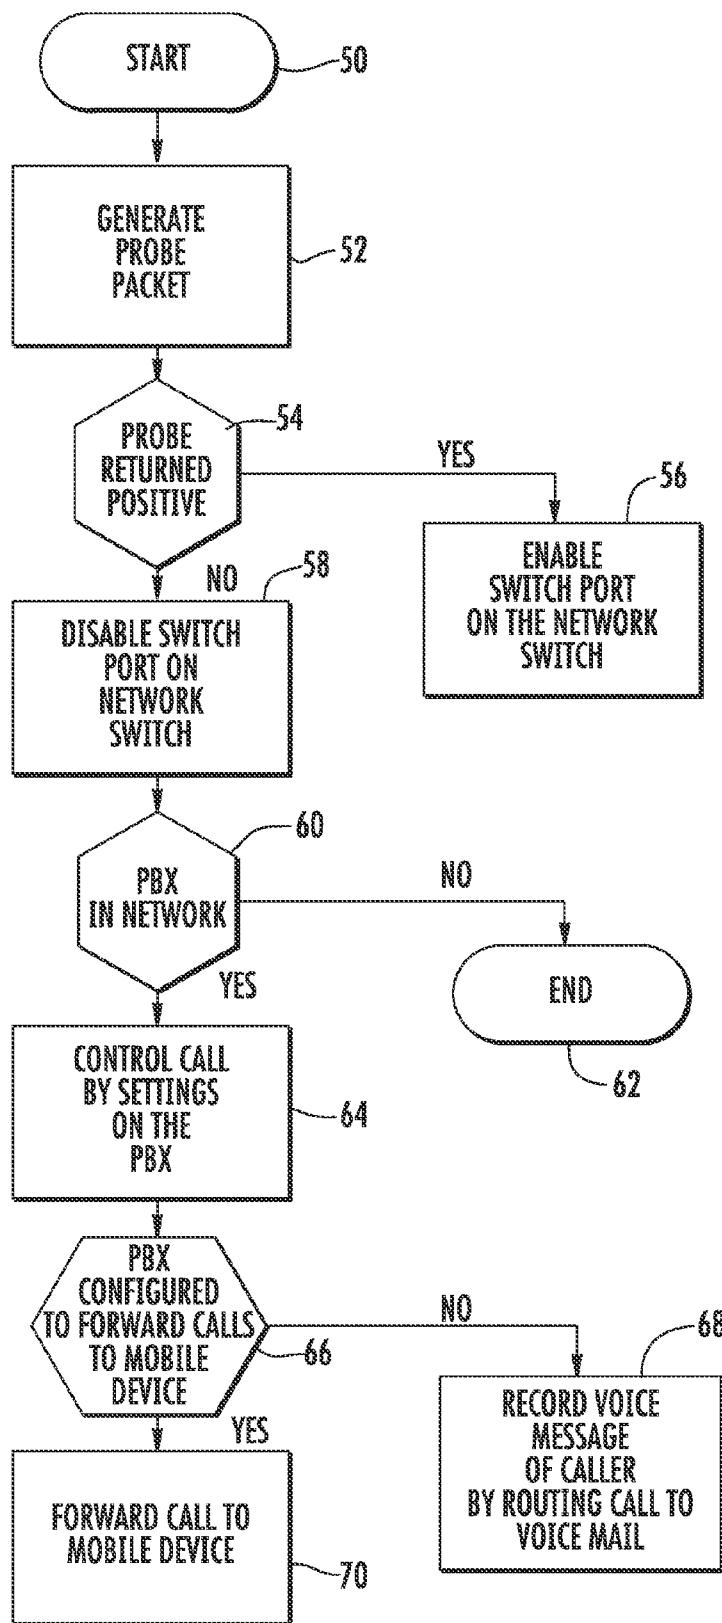 START
50
GENERATE
PROBE
PACKET
52
PROBE
RETURNED
POSITIVE
54
YES
56
ENABLE
SWITCH PORT
ON THE NETWORK
SWITCH
NO
58
DISABLE SWITCH
PORT ON
NETWORK
SWITCH
60
PBX
IN NETWORK
NO
END
62
YES
CONTROL CALL
BY SETTINGS
ON THE
PBX
64
PBX
CONFIGURED
TO FORWARD CALLS
TO MOBILE
DEVICE
66
NO
68
RECORD VOICE
MESSAGE
OF CALLER
BY ROUTING CALL TO
VOICE MAIL
YES
FORWARD CALL TO
MOBILE DEVICE
70